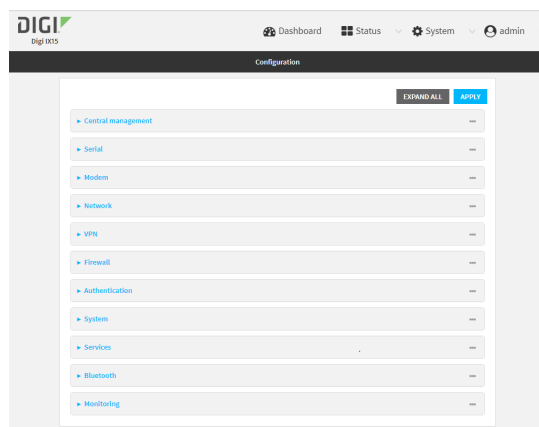 DIGI
Digi IX15
Dashboard Status System admin
Configuration
EXPAND ALL APPLY
Central management
Serial
Modem
Network
VPN
Firewall
Authentication
System
Services
Bluetooth
Monitoring